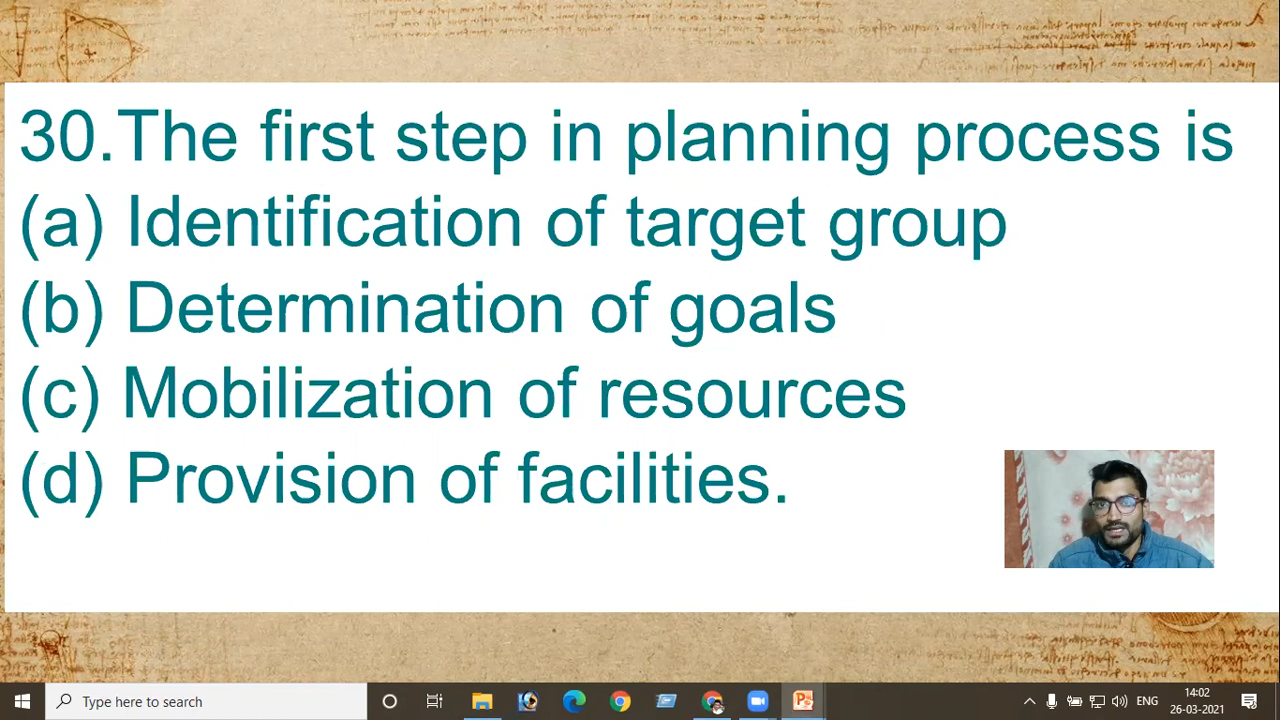 30.The first step in planning process is
(a) Identification of target group
(b) Determination of goals
(c) Mobilization of resources
(d) Provision of facilities.
Type here to search
ENG
14:02
26-03-2021